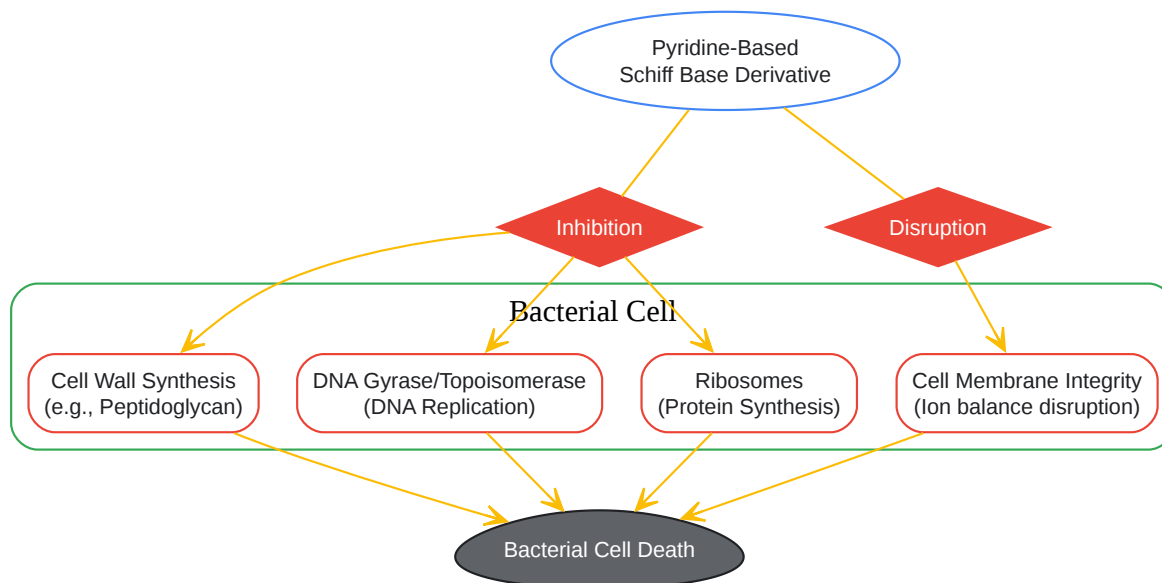 Pyridine-Based
Schiff Base Derivative
Inhibition
Disruption
Bacterial Cell
Cell Wall Synthesis
(e.g., Peptidoglycan)
DNA Gyrase/Topoisomerase
(DNA Replication)
Ribosomes
(Protein Synthesis)
Cell Membrane Integrity
(Ion balance disruption)
Bacterial Cell Death